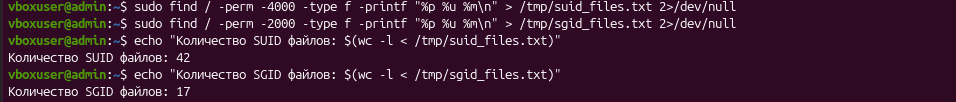 vboxuser@admin:~$ sudo find / -perm -4000 -type f -printf "%p %u %m\n" > /tmp/suid_files.txt 2>/dev/null
vboxuser@admin:~$ sudo find / -perm -2000 -type f -printf "%p %u %m\n" > /tmp/sgid_files.txt 2>/dev/null
vboxuser@admin:~$ echo "Количество SUID файлов: $(wc -l < /tmp/suid_files.txt)"
Количество SUID файлов: 42
vboxuser@admin:~$ echo "Количество SGID файлов: $(wc -l < /tmp/sgid_files.txt)"
Количество SGID файлов: 17